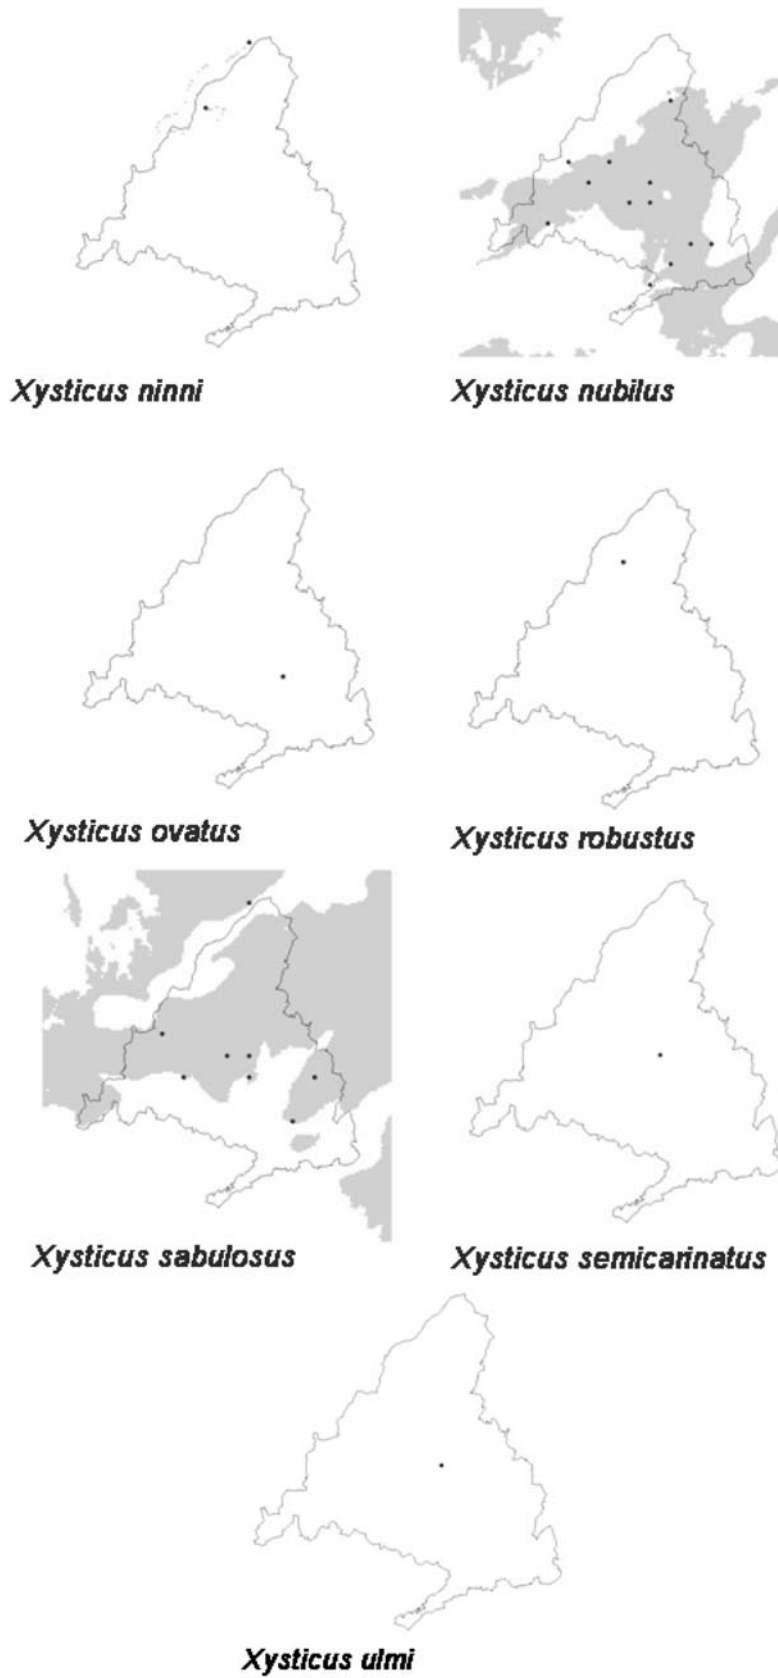 Xysticus ninni
Xysticus nubilus
Xysticus ovatus
Xysticus robustus
Xysticus sabulosus
Xysticus semicarinatus
Xysticus ulmi